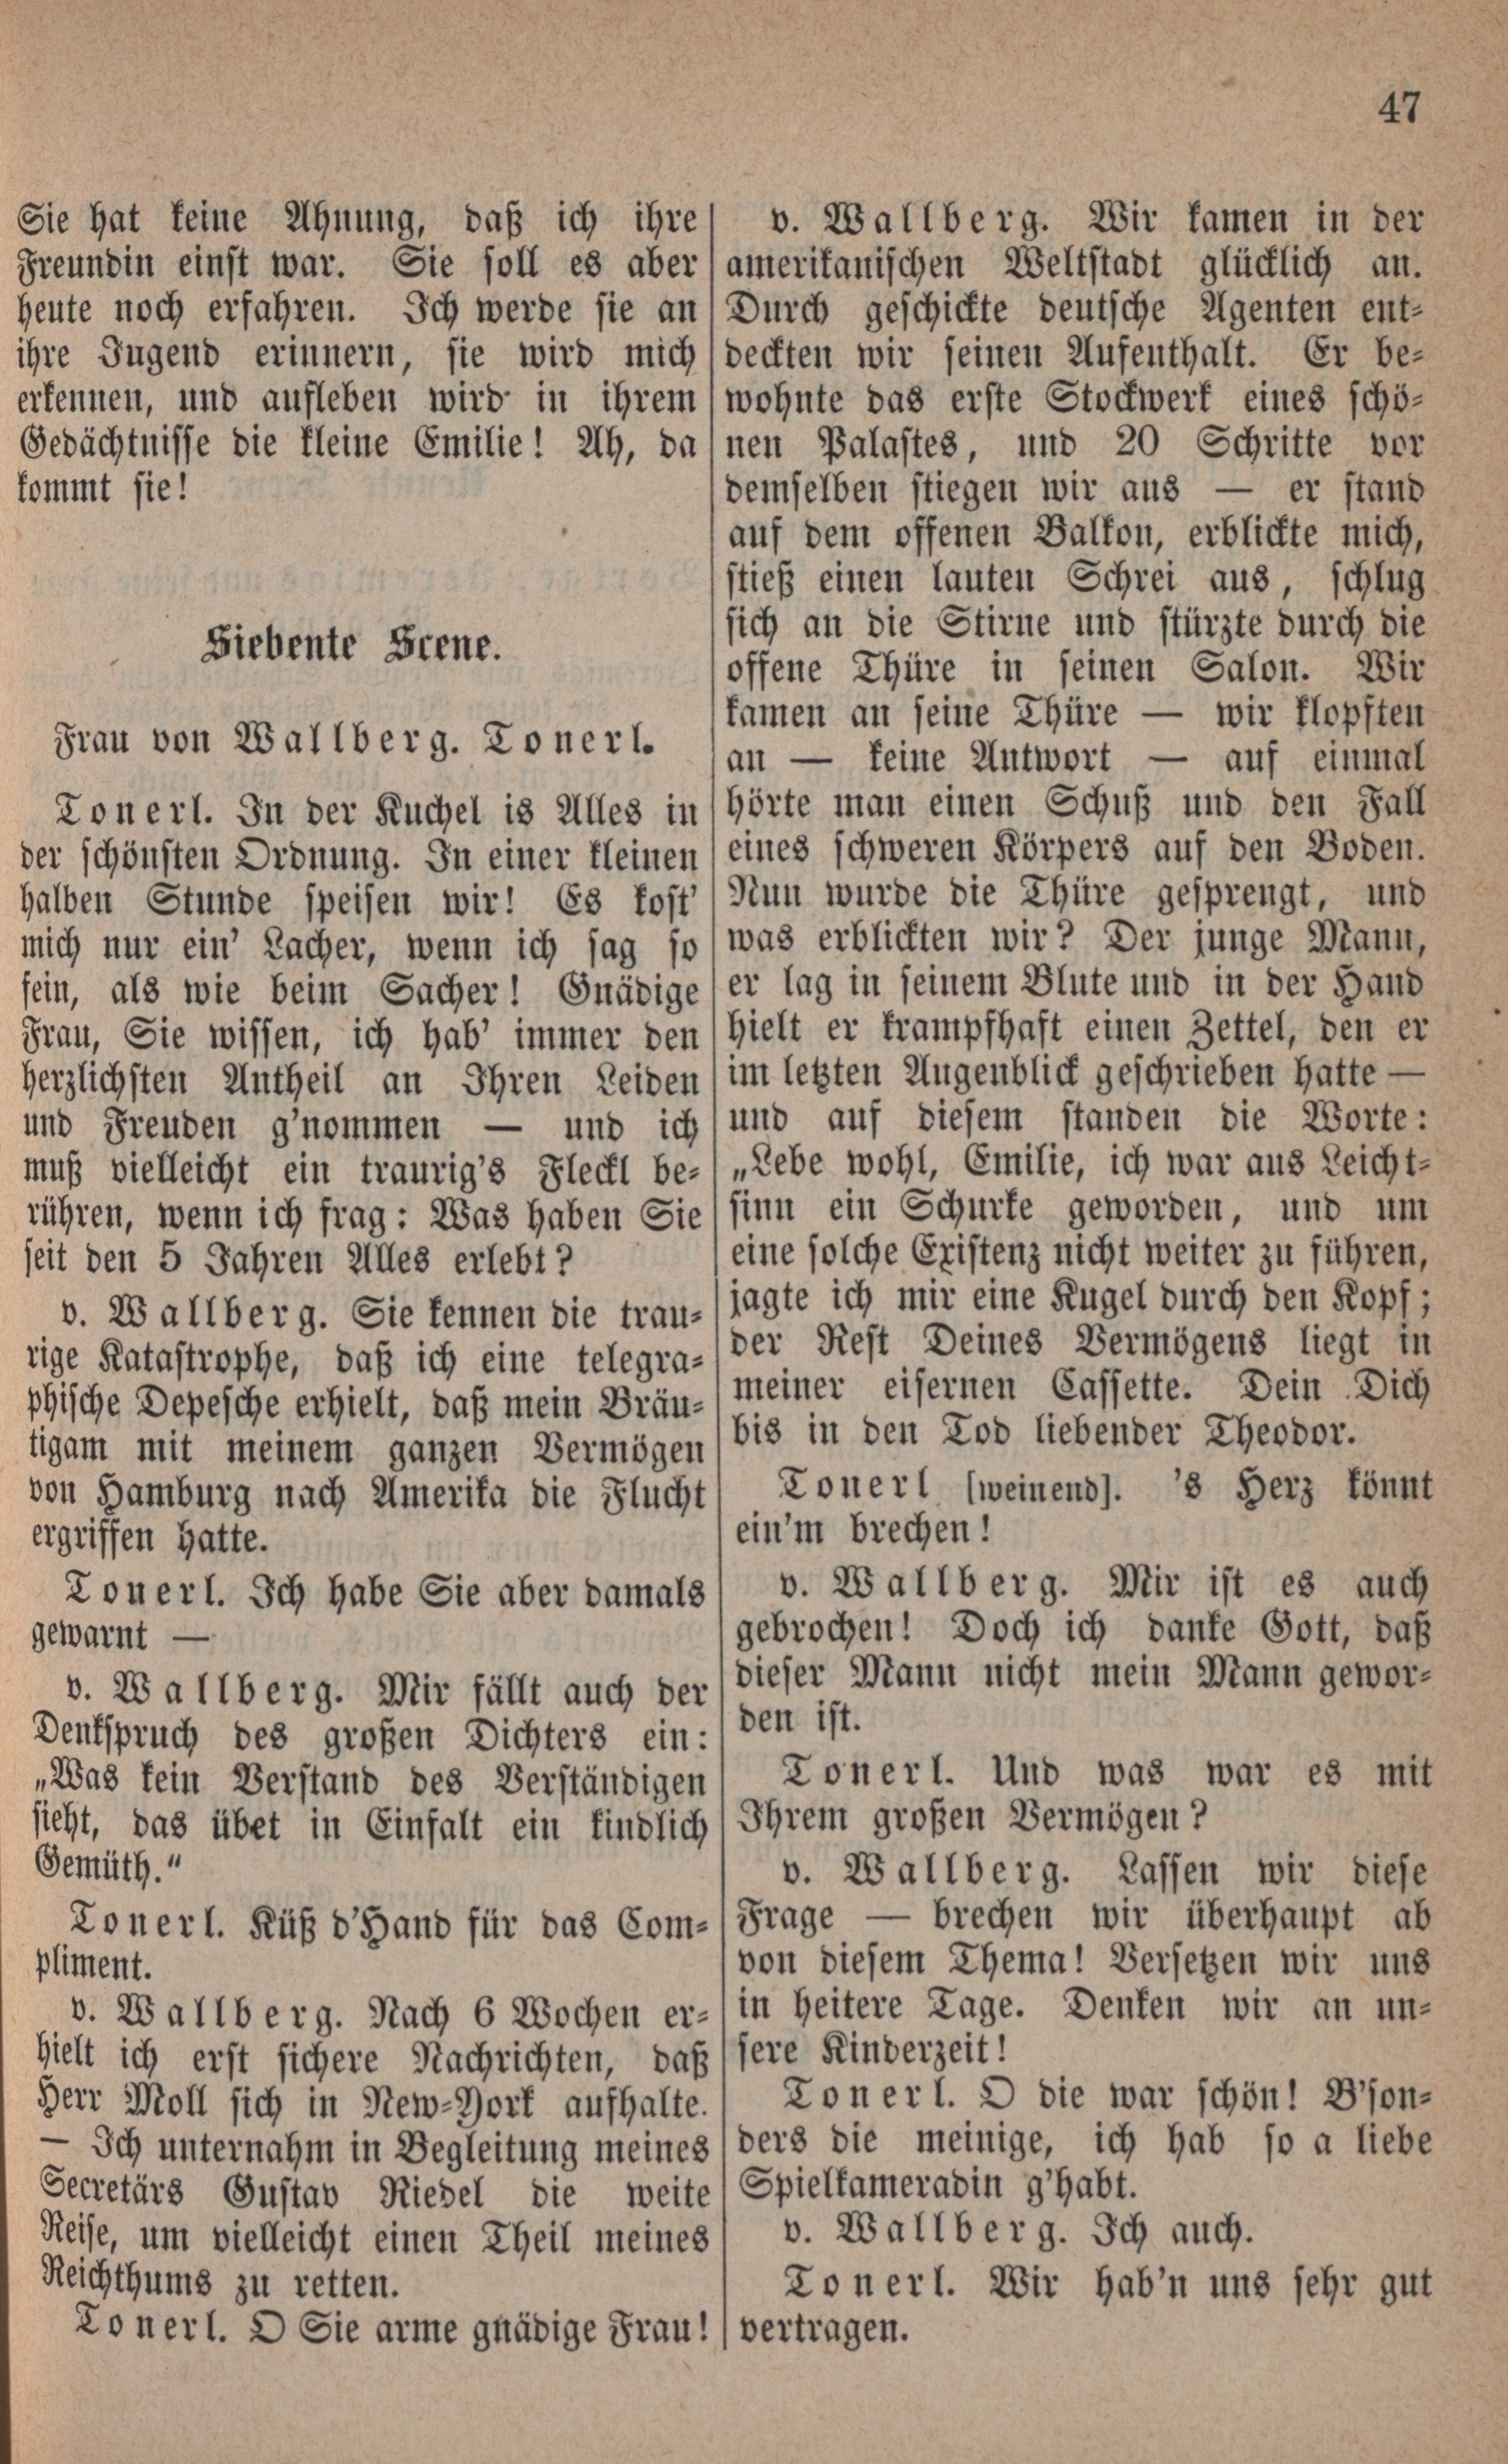 47
Sie hat keine Ahnung, daß ich ihre
Freundin einst war. Sie soll es aber
heute noch erfahren. Ich werde sie an
ihre Jugend erinnern, sie wird mich
erkennen, und aufleben wird in ihrem
Gedächtnisse die kleine Emilie! Ah, da
kommt sie!
Siebente Scene.
Frau von Wallberg. Tonerl.
Tonerl. In der Kuchel is Alles in
der schönsten Ordnung. In einer kleinen
halben Stunde speisen wir! Es kost'
mich nur ein' Lacher, wenn ich sag so
fein, als wie beim Sacher! Gnädige
Frau, Sie wissen, ich hab' immer den
herzlichsten Antheil an Ihren Leiden
und Freuden g'nommen — und ich
muß vielleicht ein traurig's Fleckl be-
rühren, wenn ich frag: Was haben Sie
seit den 5 Jahren Alles erlebt?
v. Wallberg. Sie kennen die trau-
rige Katastrophe, daß ich eine telegra-
phische Depesche erhielt, daß mein Bräu-
tigam mit meinem ganzen Vermögen
von Hamburg nach Amerika die Flucht
ergriffen hatte.
Tonerl. Ich habe Sie aber damals
gewarnt —
v. Wallberg. Mir fällt auch der
Denkspruch des großen Dichters ein:
„Was kein Verstand des Verständigen
sieht, das übet in Einfalt ein kindlich
Gemüth."
Tonerl. Küß d'Hand für das Com-
pliment.
v. Wallberg. Nach 6 Wochen er-
hielt ich erst sichere Nachrichten, daß
Herr Moll sich in New-York aufhalte.
— Ich unternahm in Begleitung meines
Secretärs Gustav Riedel die weite
Reise, um vielleicht einen Theil meines
Reichthums zu retten.
Tonerl. O Sie arme gnädige Frau!
v. Wallberg. Wir kamen in der
amerikanischen Weltstadt glücklich an.
Durch geschickte deutsche Agenten ent-
deckten wir seinen Aufenthalt. Er be-
wohnte das erste Stockwerk eines schö-
nen Palastes, und 20 Schritte vor
demselben stiegen wir aus — er stand
auf dem offenen Balkon, erblickte mich,
stieß einen lauten Schrei aus, schlug
sich an die Stirne und stürzte durch die
offene Thüre in seinen Salon. Wir
kamen an seine Thüre — wir klopften
an — keine Antwort — auf einmal
hörte man einen Schuß und den Fall
eines schweren Körpers auf den Boden.
Nun wurde die Thüre gesprengt, und
was erblickten wir? Der junge Mann,
er lag in seinem Blute und in der Hand
hielt er krampfhaft einen Zettel, den er
im letzten Augenblick geschrieben hatte —
und auf diesem standen die Worte:
„Lebe wohl, Emilie, ich war aus Leicht-
sinn ein Schurke geworden, und um
eine solche Existenz nicht weiter zu führen,
jagte ich mir eine Kugel durch den Kopf;
der Rest Deines Vermögens liegt in
meiner eisernen Cassette. Dein Dich
bis in den Tod liebender Theodor.
Tonerl [weinend]. 's Herz könnt
ein'm brechen!
v. Wallberg. Mir ist es auch
gebrochen! Doch ich danke Gott, daß
dieser Mann nicht mein Mann gewor-
den ist.
Tonerl. Und was war es mit
Ihrem großen Vermögen?
v. Wallberg. Lassen wir diese
Frage — brechen wir überhaupt ab
von diesem Thema! Versetzen wir uns
in heitere Tage. Denken wir an un-
sere Kinderzeit!
Tonerl. O die war schön! B'son-
ders die meinige, ich hab so a liebe
Spielkameradin g'habt.
v. Wallberg. Ich auch.
Tonerl. Wir hab'n uns sehr gut
vertragen.